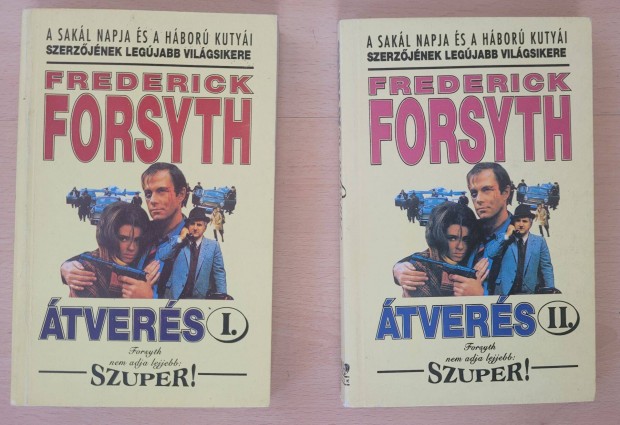 A SAKÁL NAPJA ÉS A HÁBORÚ KUTYÁI
SZERZŐJÉNEK LEGÚJABB VILÁGSIKERE
FREDERICK
FORSYTH
ÁTVERÉS I.
Forsyth
nem adja lejjebb:
SZUPER!
A SAKÁL NAPJA ÉS A HÁBORÚ KUTYÁI
SZERZŐJÉNEK LEGÚJABB VILÁGSIKERE
FREDERICK
FORSYTH
ÁTVERÉS II.
Forsyth
nem adja lejjebb:
SZUPER!